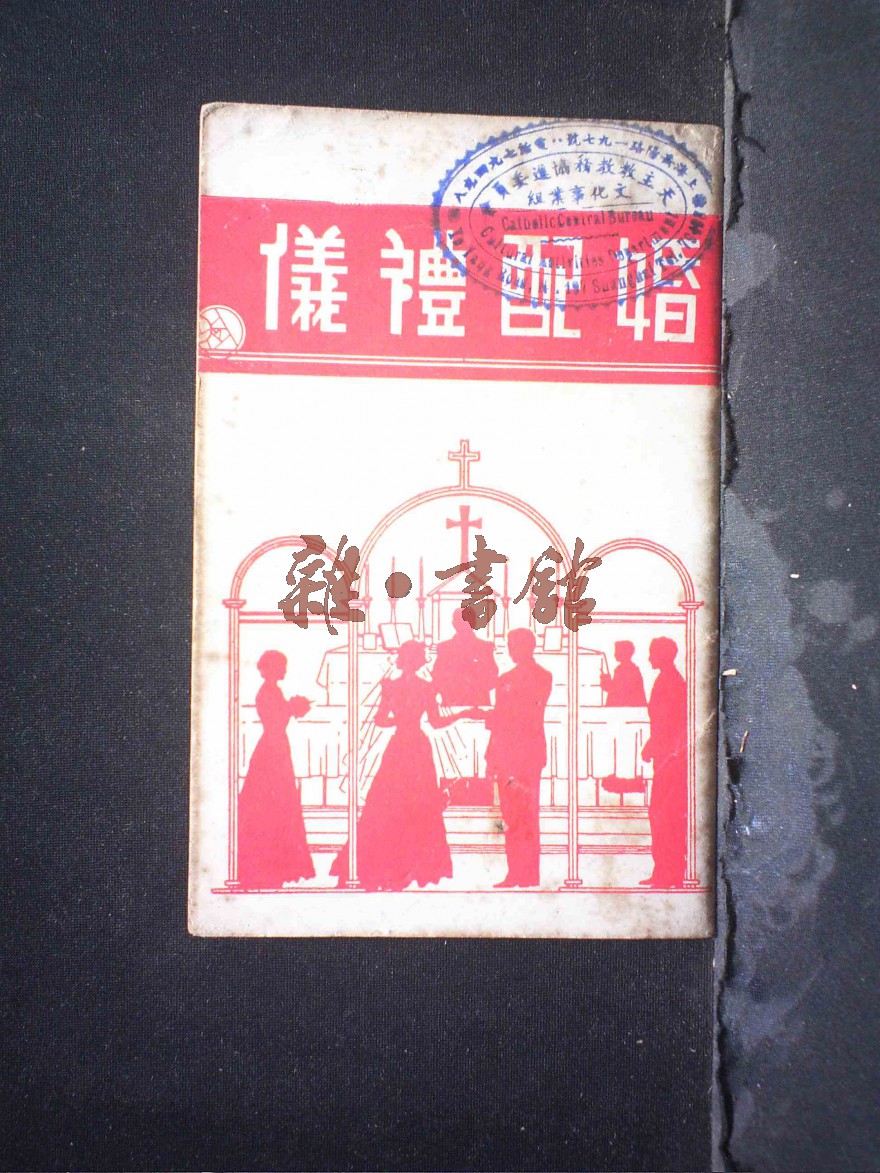 天主教教務協進委員會
文化事業組
Catholic Central Bureau
Cultural Activities Department
婚配禮儀
雜·書館